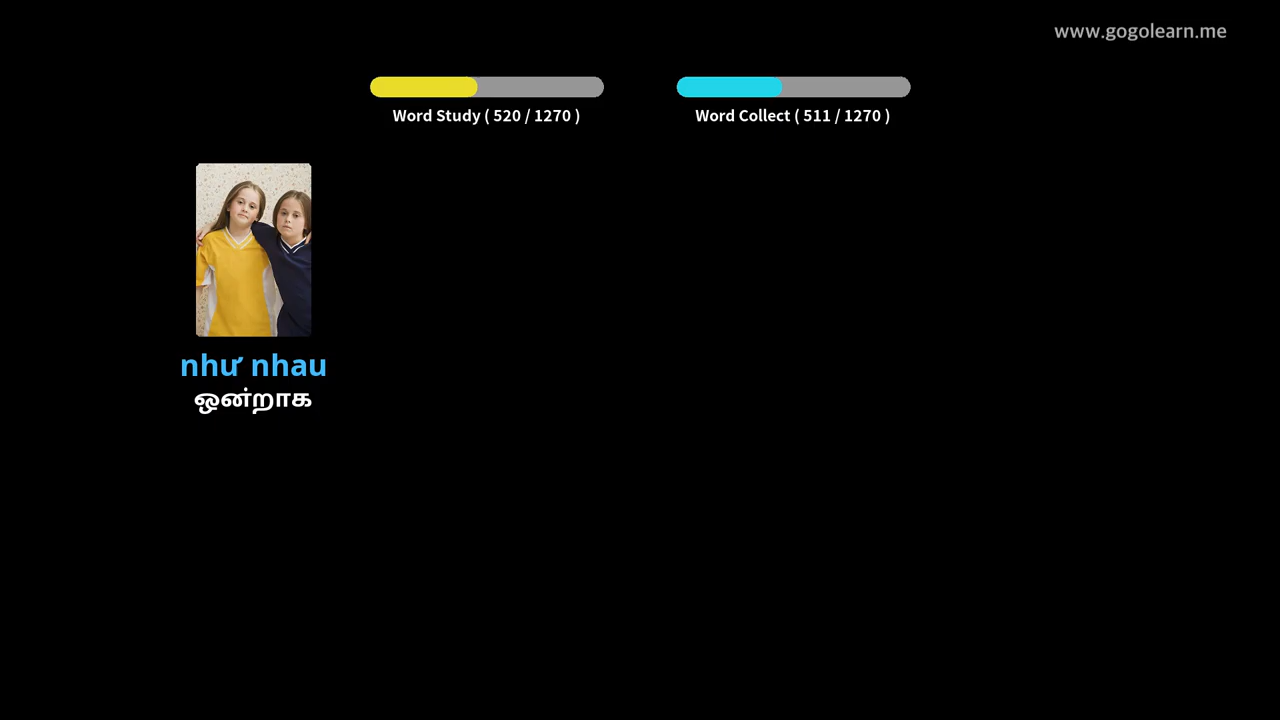 www.gogolearn.me
Word Study ( 520 / 1270 )
Word Collect ( 511 / 1270 )
như nhau
ஒன்றாக